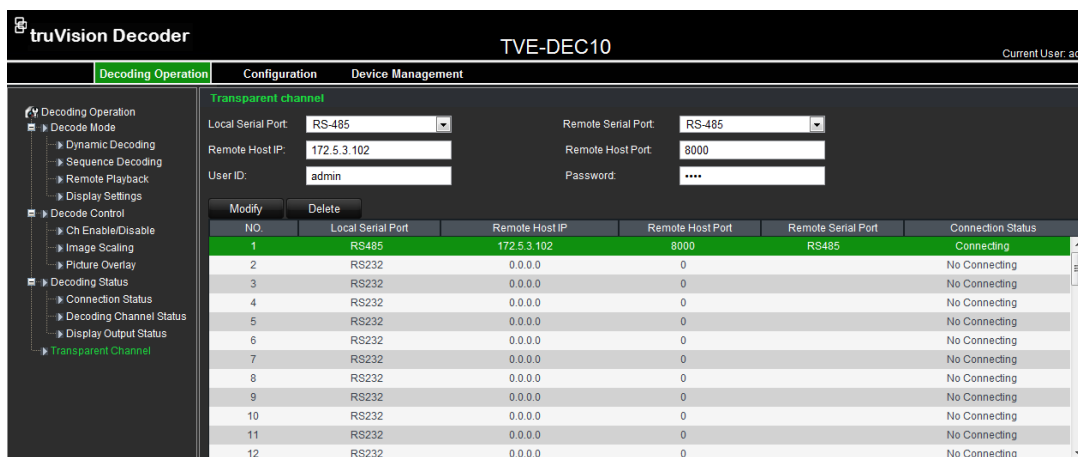 truVision Decoder
TVE-DEC10
Current User: ad
Decoding Operation Configuration Device Management
Decoding Operation
Decode Mode
Dynamic Decoding
Sequence Decoding
Remote Playback
Display Settings
Decode Control
Ch Enable/Disable
Image Scaling
Picture Overlay
Decoding Status
Connection Status
Decoding Channel Status
Display Output Status
Transparent Channel
Transparent channel
Local Serial Port: RS-485 Remote Serial Port: RS-485
Remote Host IP: 172.5.3.102 Remote Host Port: 8000
User ID: admin Password: ••••
Modify Delete
NO. Local Serial Port Remote Host IP Remote Host Port Remote Serial Port Connection Status
1 RS485 172.5.3.102 8000 RS485 Connecting
2 RS232 0.0.0.0 0 No Connecting
3 RS232 0.0.0.0 0 No Connecting
4 RS232 0.0.0.0 0 No Connecting
5 RS232 0.0.0.0 0 No Connecting
6 RS232 0.0.0.0 0 No Connecting
7 RS232 0.0.0.0 0 No Connecting
8 RS232 0.0.0.0 0 No Connecting
9 RS232 0.0.0.0 0 No Connecting
10 RS232 0.0.0.0 0 No Connecting
11 RS232 0.0.0.0 0 No Connecting
12 RS232 0.0.0.0 0 No Connecting